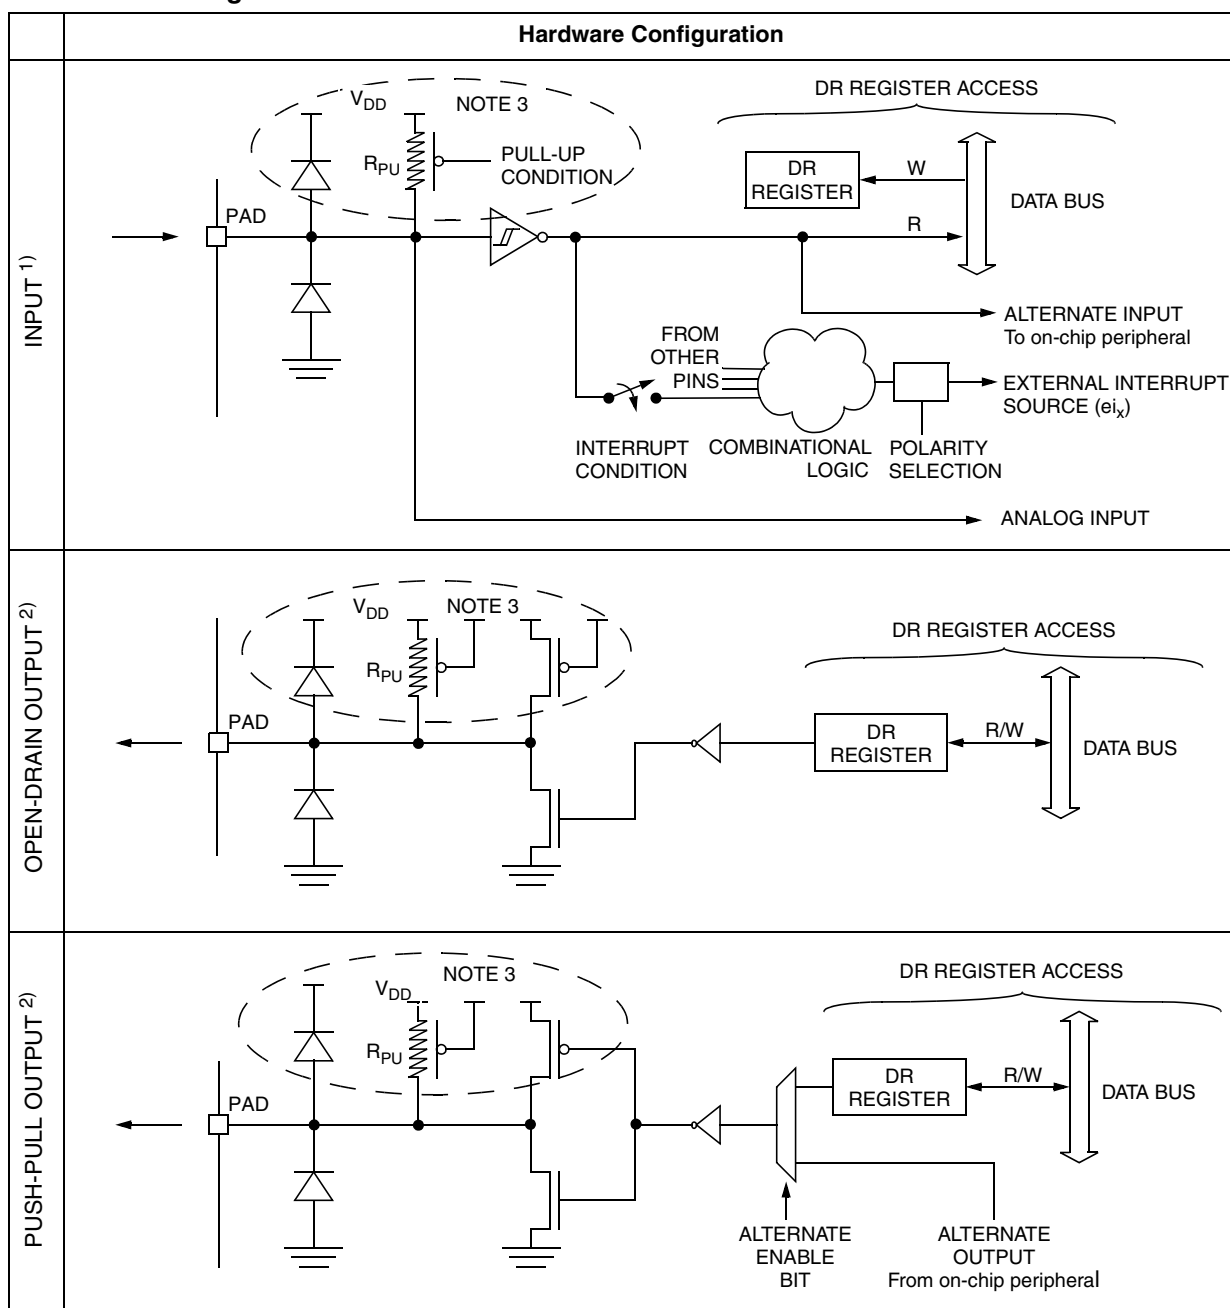 Hardware Configuration
INPUT 1)
DR REGISTER ACCESS
VDD
NOTE 3
RPU
PULL-UP
CONDITION
DR
REGISTER
W
DATA BUS
PAD
R
ALTERNATE INPUT
To on-chip peripheral
FROM
OTHER
PINS
EXTERNAL INTERRUPT
SOURCE (eix)
INTERRUPT
CONDITION
COMBINATIONAL
LOGIC
POLARITY
SELECTION
ANALOG INPUT
OPEN-DRAIN OUTPUT 2)
VDD
NOTE 3
DR REGISTER ACCESS
RPU
PAD
DR
REGISTER
R/W
DATA BUS
PUSH-PULL OUTPUT 2)
NOTE 3
DR REGISTER ACCESS
VDD
RPU
DR
REGISTER
R/W
DATA BUS
PAD
ALTERNATE
ENABLE
BIT
ALTERNATE
OUTPUT
From on-chip peripheral